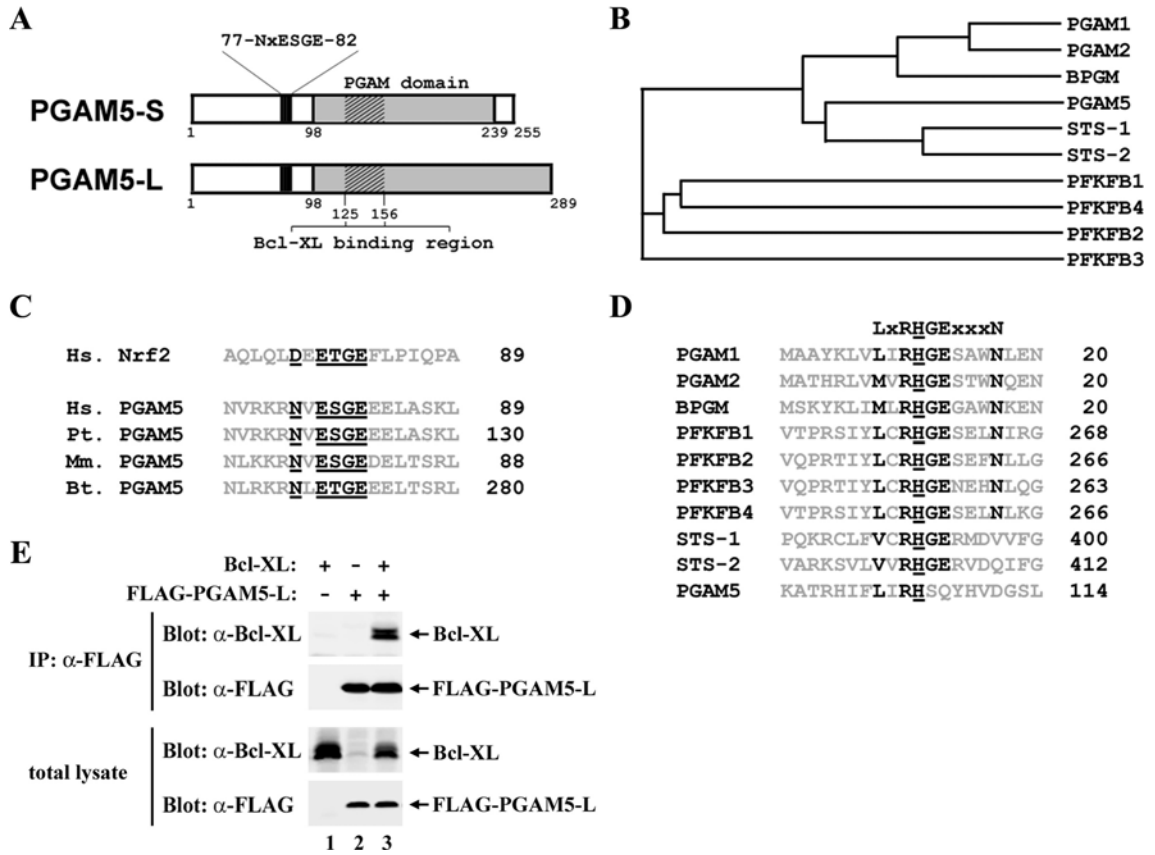 A
77-NxESGE-82
PGAM domain
PGAM5-S
1 98 239 255
PGAM5-L
1 98 125 156 289
Bcl-XL binding region
B
PGAM1
PGAM2
BPGM
PGAM5
STS-1
STS-2
PFKFB1
PFKFB4
PFKFB2
PFKFB3
C
Hs. Nrf2 AQLQLDEETGEFLPIQPA 89
Hs. PGAM5 NVRKRNVESGEEELASKL 89
Pt. PGAM5 NVRKRNVESGEEELASKL 130
Mm. PGAM5 NLKKRNVESGEDELTSRL 88
Bt. PGAM5 NLRKRNLETGEEELTSRL 280
D
LxRHGExxxN
PGAM1 MAAYKLVLIRHGESAWNLEN 20
PGAM2 MATHRLVMVRHGESTWNQEN 20
BPGM MSKYKLIMLRHGEGAWNKEN 20
PFKFB1 VTPRSIYLCRHGESELNIRG 268
PFKFB2 VQPRTIYLCRHGESEFNLLG 266
PFKFB3 VQPRTIYLCRHGENEHNLQG 263
PFKFB4 VTPRSIYLCRHGESELNLKG 266
STS-1 PQKRCLFVCRHGERMDVVFG 400
STS-2 VARKSVLVVRHGERVDQIFG 412
PGAM5 KATRHIFLIRHSQYHVDGSL 114
E
Bcl-XL: + - +
FLAG-PGAM5-L: - + +
IP: α-FLAG
Blot: α-Bcl-XL ←Bcl-XL
Blot: α-FLAG ←FLAG-PGAM5-L
total lysate
Blot: α-Bcl-XL ←Bcl-XL
Blot: α-FLAG ←FLAG-PGAM5-L
1 2 3